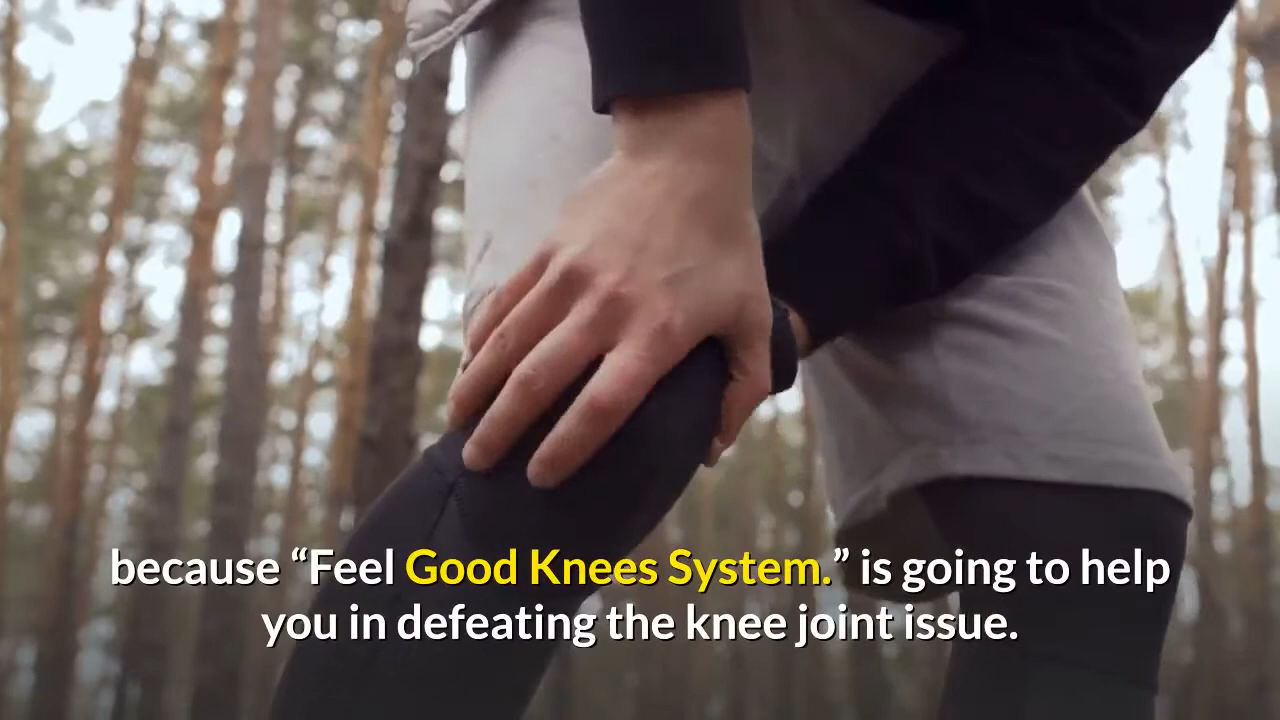 because “Feel Good Knees System.” is going to help
you in defeating the knee joint issue.